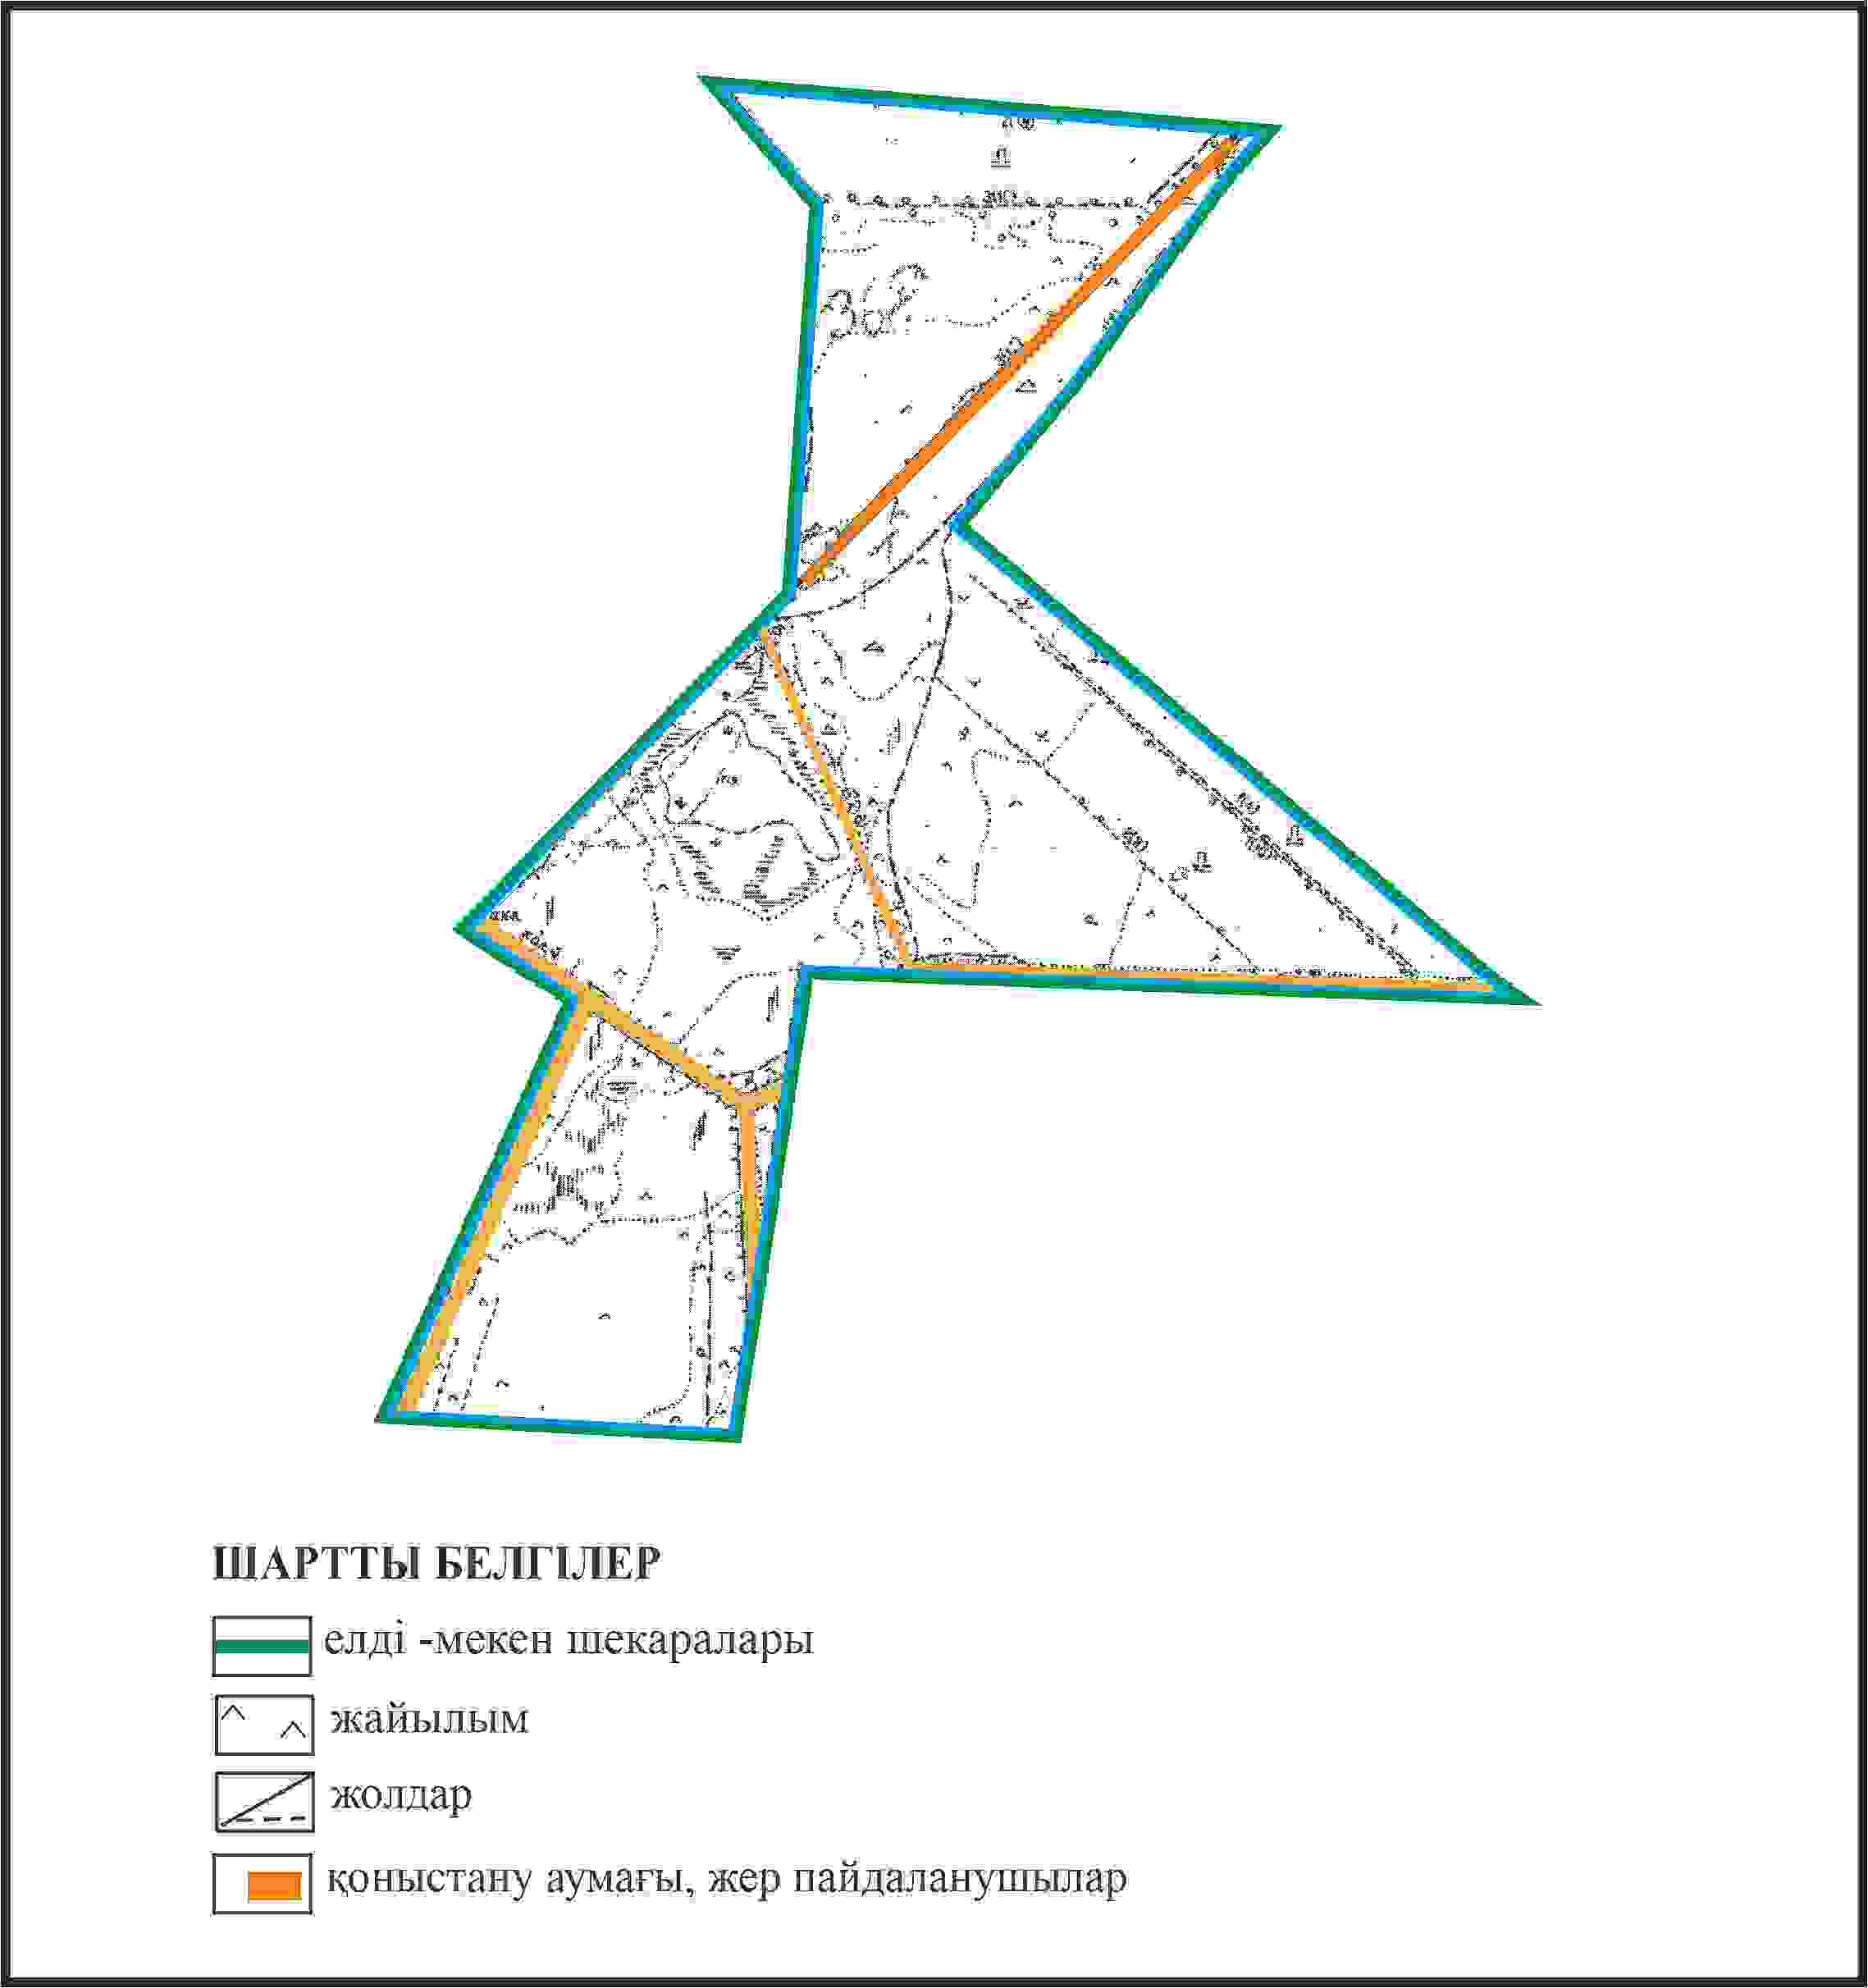 ШАРТТЫ БЕЛГІЛЕР
елді -мекен шекаралары
жайылым
жолдар
қоныстану аумағы, жер пайдаланушылар